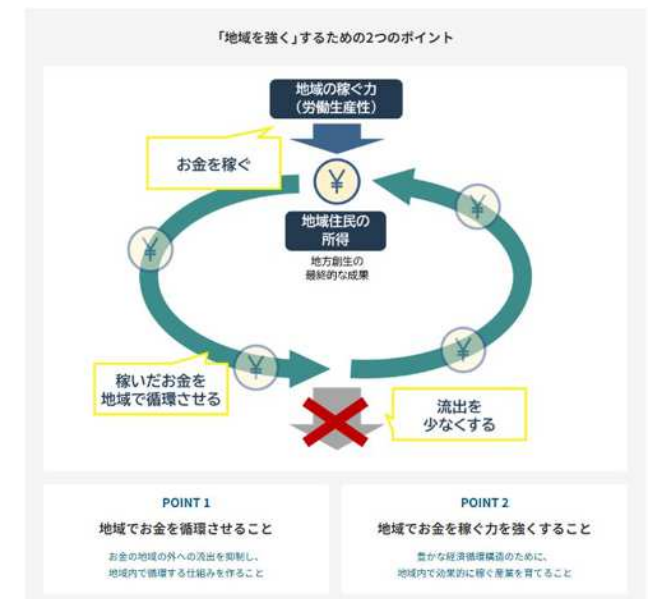 「地域を強く」するための2つのポイント
地域の稼ぐ力
（労働生産性）
お金を稼ぐ
¥
地域住民の
所得
地方創生の
最終的な成果
¥
¥
¥
¥
稼いだお金を
地域で循環させる
流出を
少なくする
POINT 1
地域でお金を循環させること
お金の地域の外への流出を抑制し、
地域内で循環する仕組みを作ること
POINT 2
地域でお金を稼ぐ力を強くすること
豊かな経済循環構造のために、
地域内で効果的に稼ぐ産業を育てること